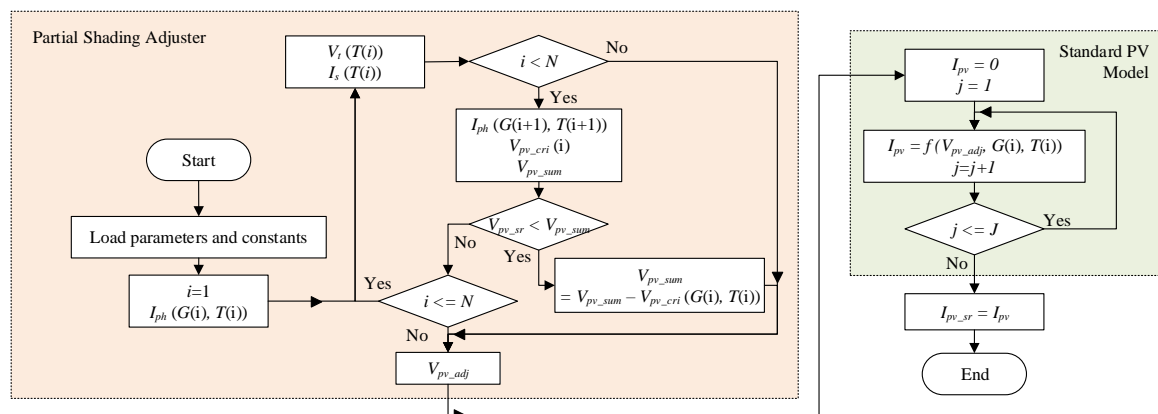 Partial Shading Adjuster
V_t (T(i))
I_s (T(i))
i < N
No
Yes
I_ph (G(i+1), T(i+1))
V_pv_cri (i)
V_pv_sum
Start
Load parameters and constants
i=1
I_ph (G(i), T(i))
V_pv_sr < V_pv_sum
No
Yes
V_pv_sum
= V_pv_sum − V_pv_cri (G(i), T(i))
Yes
i <= N
No
V_pv_adj
Standard PV
Model
I_pv = 0
j = 1
I_pv = f(V_pv_adj, G(i), T(i))
j=j+1
j <= J
Yes
No
I_pv_sr = I_pv
End